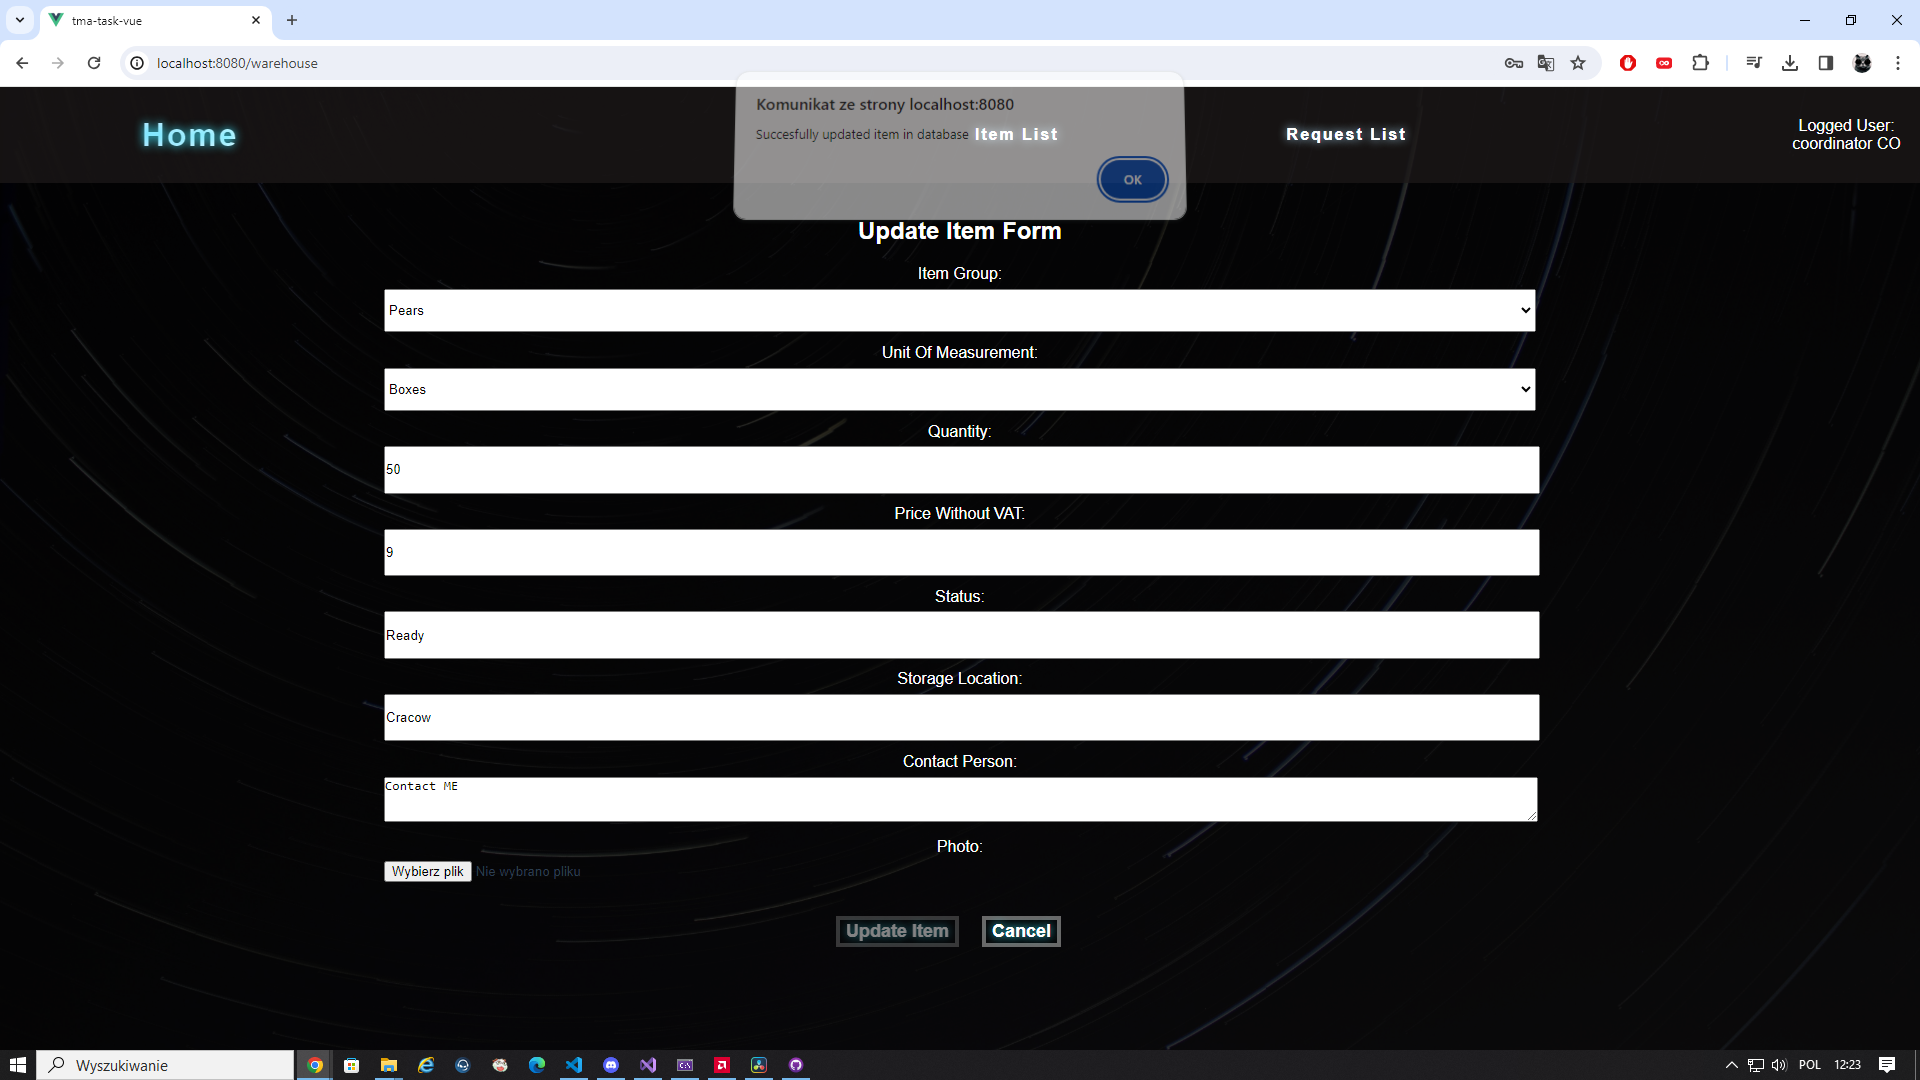 tma-task-vue
localhost:8080/warehouse
Komunikat ze strony localhost:8080
Succesfully updated item in database
OK
Home
Item List
Request List
Logged User:
coordinator CO
Update Item Form
Item Group:
Pears
Unit Of Measurement:
Boxes
Quantity:
50
Price Without VAT:
9
Status:
Ready
Storage Location:
Cracow
Contact Person:
Contact ME
Photo:
Wybierz plik Nie wybrano pliku
Update Item Cancel
Wyszukiwanie
POL 12:23